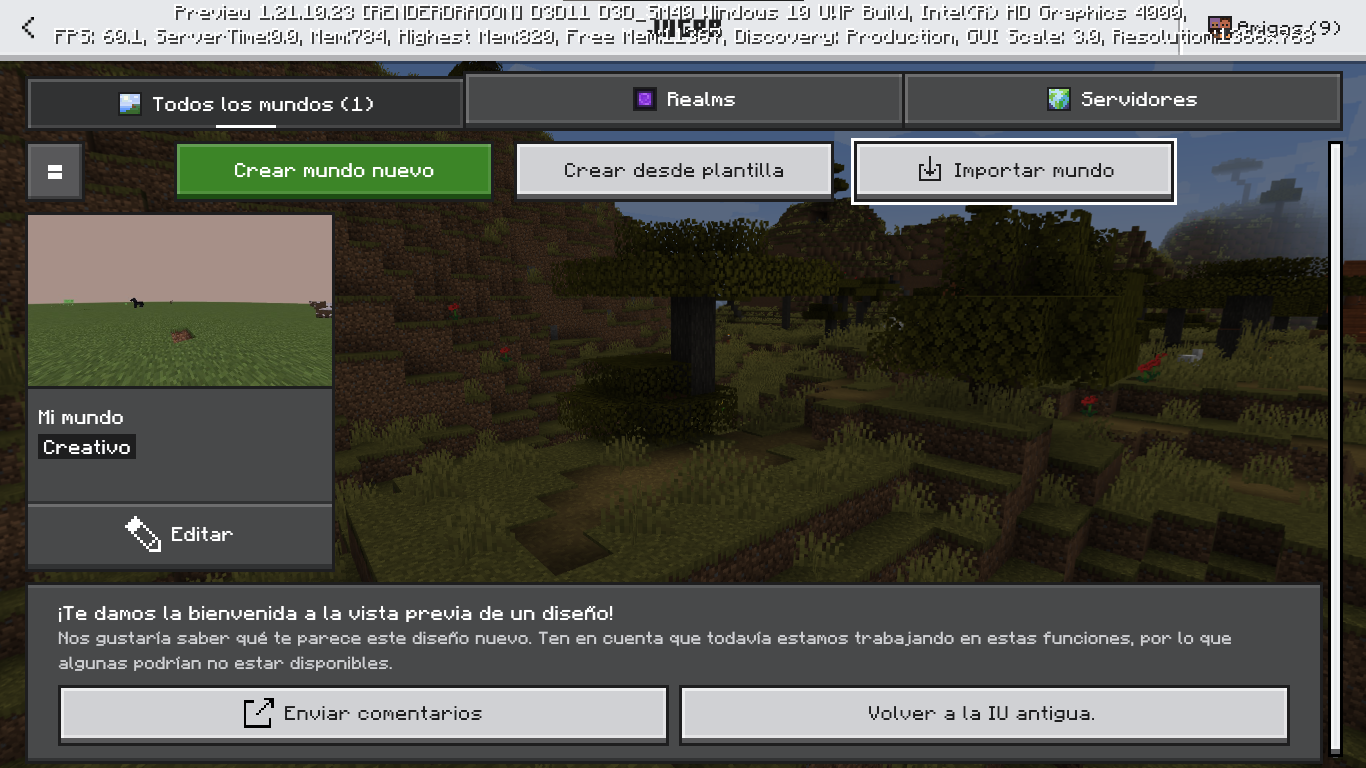 Preview 1.21.10.23 [RENDERDRAGON] D3D11 D3D_SM40 Windows 10 UWP Build, Intel(R) HD Graphics 4000,
FPS: 60.1, ServerTime:0.0, Mem:784, Highest Mem:820, Free Discovery: Production, GUI Scale: 3.0,
Amigos (9)
Todos los mundos (1)
Realms
Servidores
Crear mundo nuevo
Crear desde plantilla
Importar mundo
Mi mundo
Creativo
Editar
¡Te damos la bienvenida a la vista previa de un diseño!
Nos gustaría saber qué te parece este diseño nuevo. Ten en cuenta que todavía estamos trabajando en estas funciones, por lo que
algunas podrían no estar disponibles.
Enviar comentarios
Volver a la IU antigua.